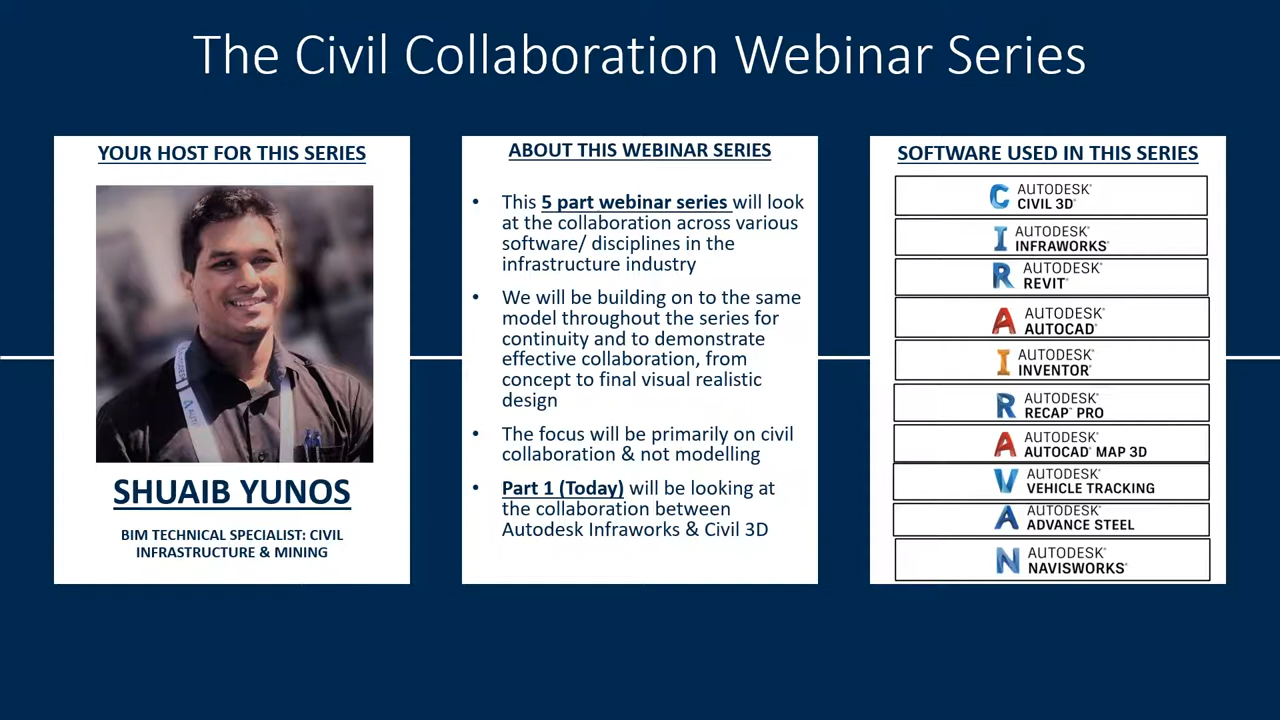 The Civil Collaboration Webinar Series
YOUR HOST FOR THIS SERIES
SHUAIB YUNOS
BIM TECHNICAL SPECIALIST: CIVIL
INFRASTRUCTURE & MINING
ABOUT THIS WEBINAR SERIES
• This 5 part webinar series will look
at the collaboration across various
software/ disciplines in the
infrastructure industry
• We will be building on to the same
model throughout the series for
continuity and to demonstrate
effective collaboration, from
concept to final visual realistic
design
• The focus will be primarily on civil
collaboration & not modelling
• Part 1 (Today) will be looking at
the collaboration between
Autodesk Infraworks & Civil 3D
SOFTWARE USED IN THIS SERIES
C AUTODESK®
CIVIL 3D®
I AUTODESK®
INFRAWORKS®
R AUTODESK®
REVIT®
A AUTODESK®
AUTOCAD®
I AUTODESK®
INVENTOR®
R AUTODESK®
RECAP® PRO
A AUTODESK®
AUTOCAD® MAP 3D
V AUTODESK®
VEHICLE TRACKING
A AUTODESK®
ADVANCE STEEL
N AUTODESK®
NAVISWORKS®